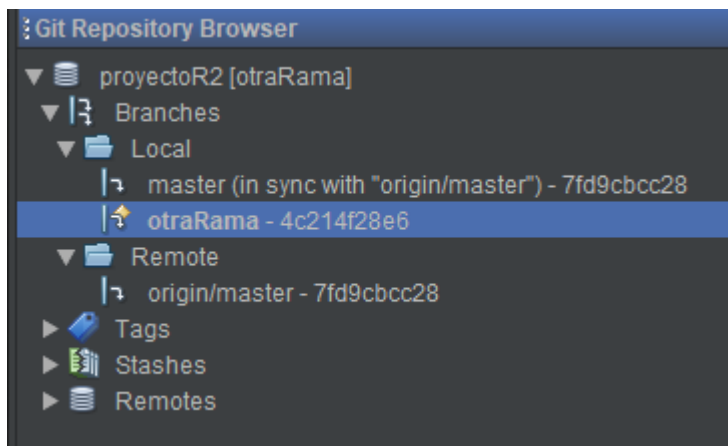 Git Repository Browser
proyectoR2 [otraRama]
Branches
Local
master (in sync with "origin/master") - 7fd9cbcc28
otraRama - 4c214f28e6
Remote
origin/master - 7fd9cbcc28
Tags
Stashes
Remotes